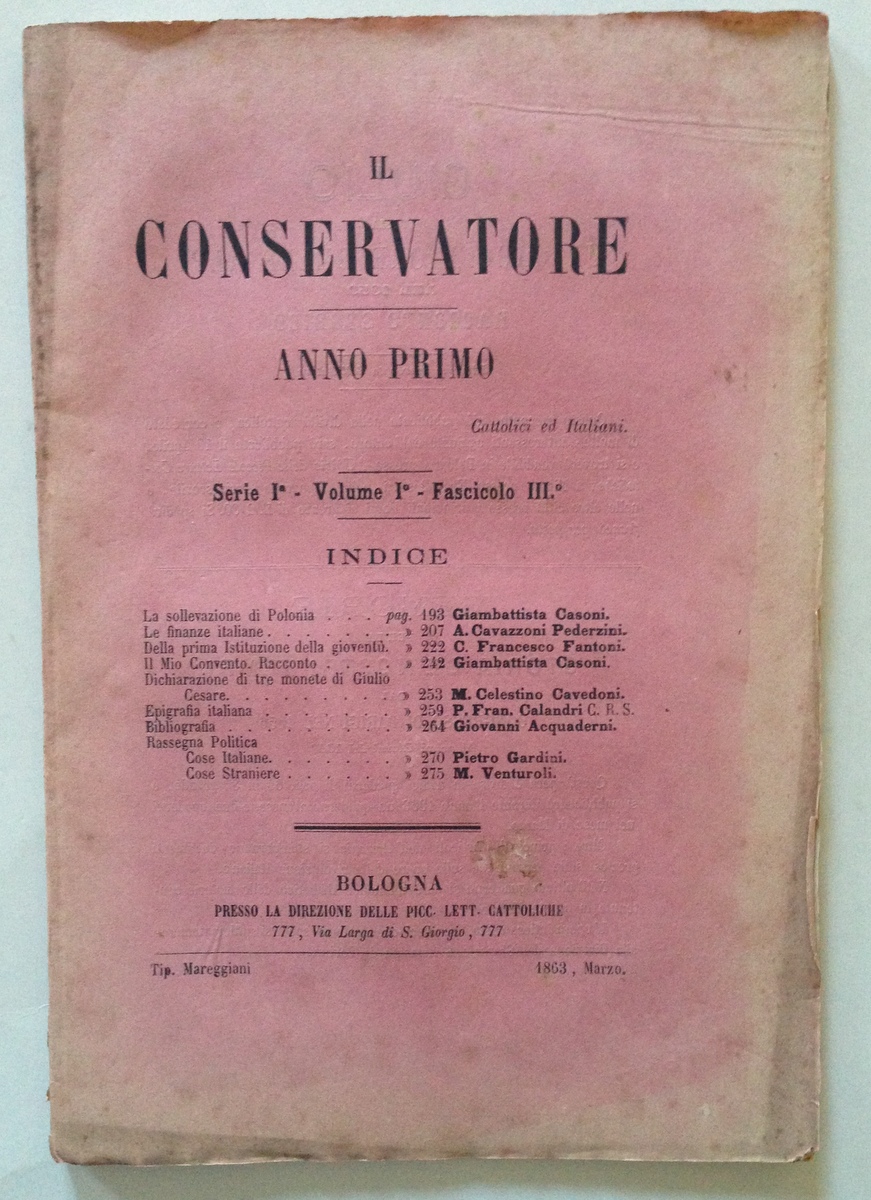 IL
CONSERVATORE
ANNO PRIMO
Cattolici ed Italiani.
Serie Iª - Volume I° - Fascicolo III.°
INDICE
La sollevazione di Polonia . . . pag. 193 Giambattista Casoni.
Le finanze italiane . . . . . . . » 207 A. Cavazzoni Pederzini.
Della prima Istituzione della gioventù. » 222 C. Francesco Fantoni.
Il Mio Convento. Racconto . . . . » 242 Giambattista Casoni.
Dichiarazione di tre monete di Giulio
Cesare. . . . . . . . . . » 253 M. Celestino Cavedoni.
Epigrafia italiana . . . . . . . » 259 P. Fran. Calandri C. R. S.
Bibliografia . . . . . . . . . » 264 Giovanni Acquaderni.
Rassegna Politica
Cose Italiane. . . . . . . » 270 Pietro Gardini.
Cose Straniere . . . . . . » 275 M. Venturoli.
BOLOGNA
PRESSO LA DIREZIONE DELLE PICC. LETT. CATTOLICHE
777, Via Larga di S. Giorgio, 777
Tip. Mareggiani 1863, Marzo.